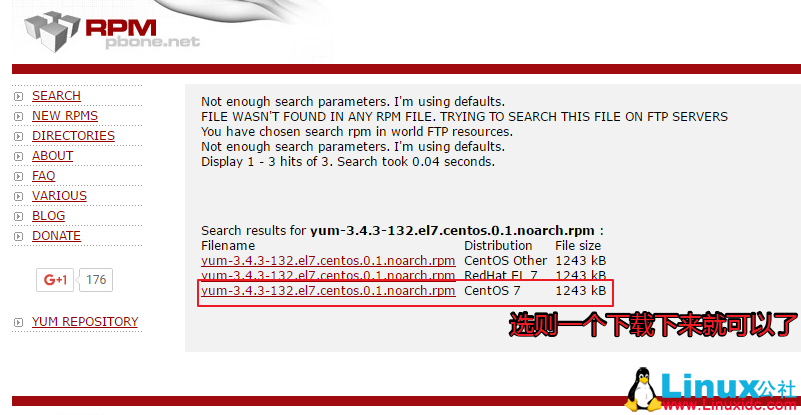 RPM
pbone.net
SEARCH
NEW RPMS
DIRECTORIES
ABOUT
FAQ
VARIOUS
BLOG
DONATE
G+1 176
YUM REPOSITORY
Not enough search parameters. I'm using defaults.
FILE WASN'T FOUND IN ANY RPM FILE. TRYING TO SEARCH THIS FILE ON FTP SERVERS
You have chosen search rpm in world FTP resources.
Not enough search parameters. I'm using defaults.
Display 1 - 3 hits of 3. Search took 0.04 seconds.
Search results for yum-3.4.3-132.el7.centos.0.1.noarch.rpm :
Filename Distribution File size
yum-3.4.3-132.el7.centos.0.1.noarch.rpm CentOS Other 1243 kB
yum-3.4.3-132.el7.centos.0.1.noarch.rpm RedHat EL 7 1243 kB
yum-3.4.3-132.el7.centos.0.1.noarch.rpm CentOS 7 1243 kB
选则一个下载下来就可以了
Linux公社
www.Linuxidc.com